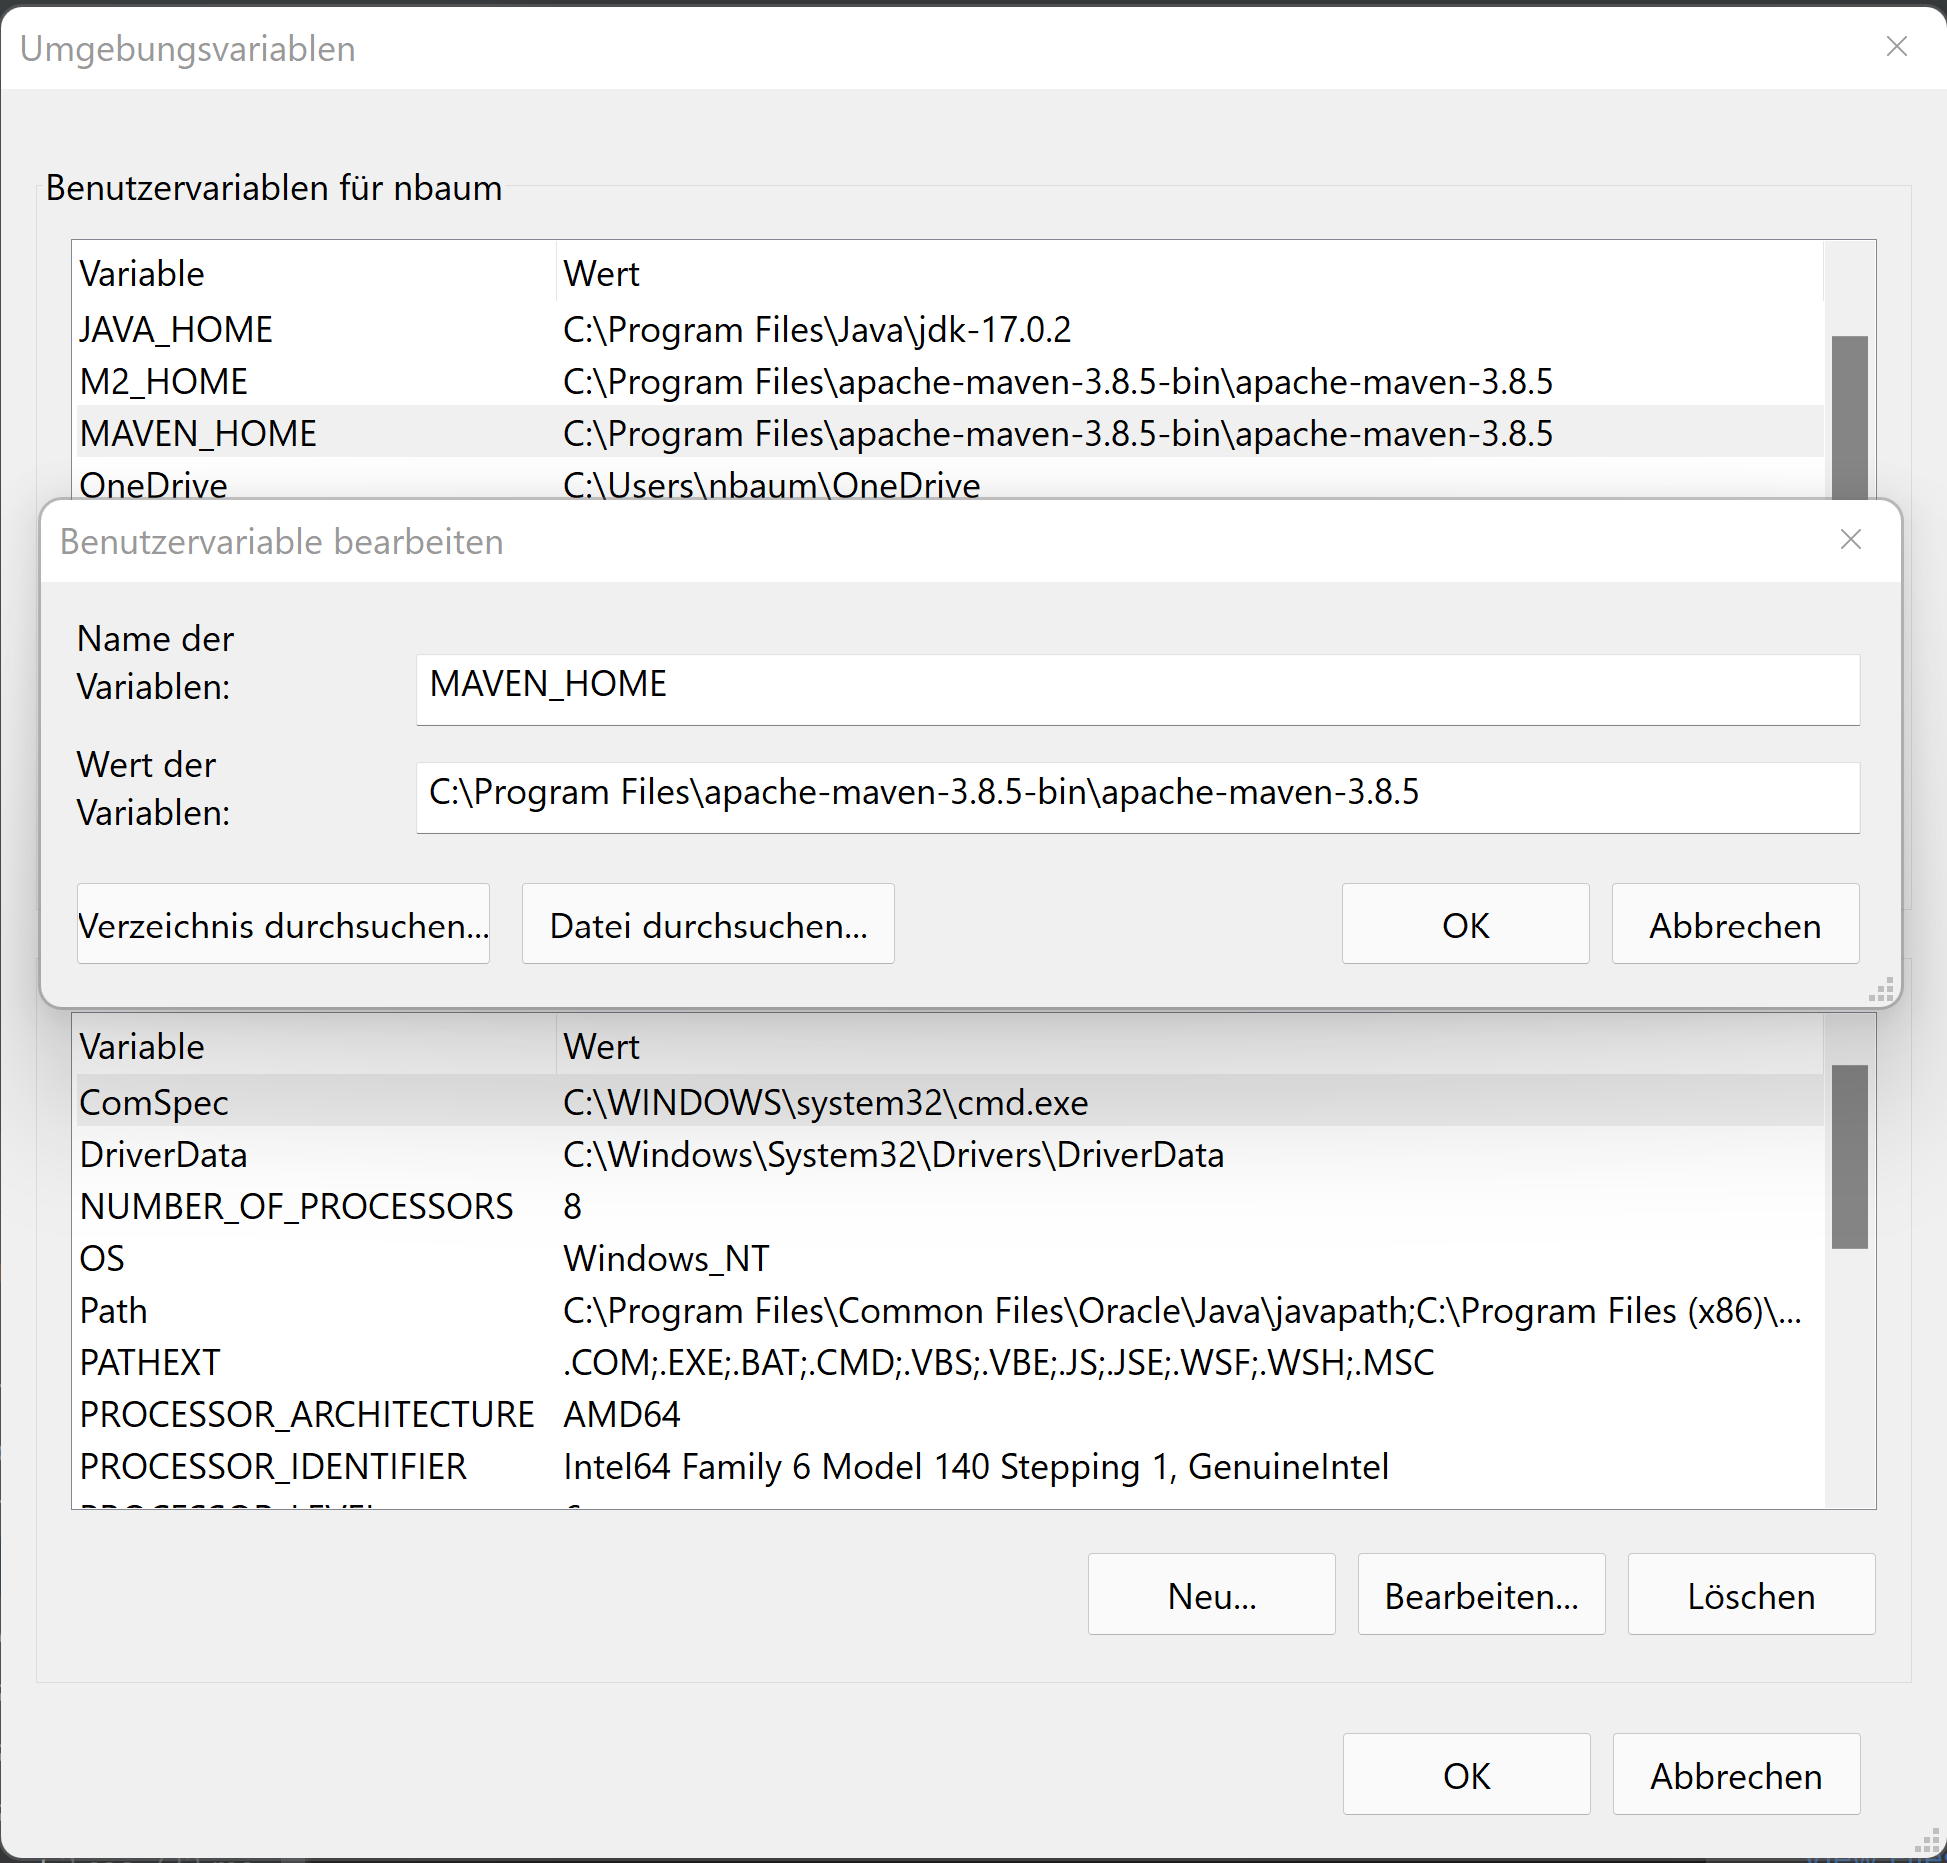 Umgebungsvariablen
Benutzervariablen für nbaum
Variable Wert
JAVA_HOME C:\Program Files\Java\jdk-17.0.2
M2_HOME C:\Program Files\apache-maven-3.8.5-bin\apache-maven-3.8.5
MAVEN_HOME C:\Program Files\apache-maven-3.8.5-bin\apache-maven-3.8.5
OneDrive C:\Users\nbaum\OneDrive
Benutzervariable bearbeiten
Name der
Variablen:
MAVEN_HOME
Wert der
Variablen:
C:\Program Files\apache-maven-3.8.5-bin\apache-maven-3.8.5
Verzeichnis durchsuchen... Datei durchsuchen... OK Abbrechen
Variable Wert
ComSpec C:\WINDOWS\system32\cmd.exe
DriverData C:\Windows\System32\Drivers\DriverData
NUMBER_OF_PROCESSORS 8
OS Windows_NT
Path C:\Program Files\Common Files\Oracle\Java\javapath;C:\Program Files (x86)\...
PATHEXT .COM;.EXE;.BAT;.CMD;.VBS;.VBE;.JS;.JSE;.WSF;.WSH;.MSC
PROCESSOR_ARCHITECTURE AMD64
PROCESSOR_IDENTIFIER Intel64 Family 6 Model 140 Stepping 1, GenuineIntel
PROCESSOR_LEVEL
Neu... Bearbeiten... Löschen
OK Abbrechen